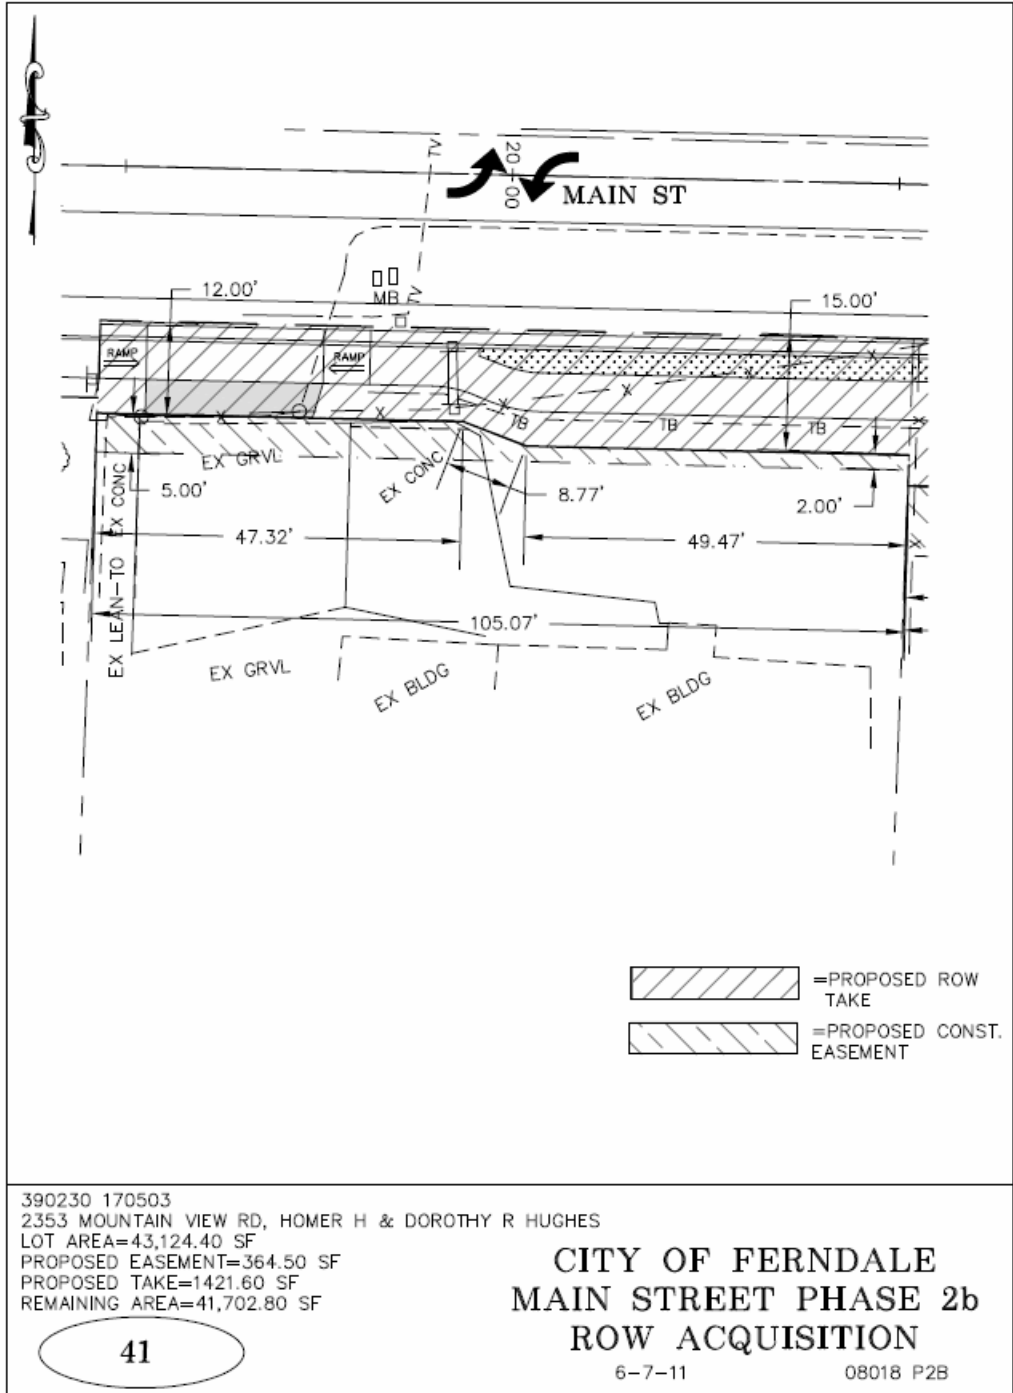 TV
20+00
MAIN ST
MB
TV
12.00'
15.00'
RAMP
RAMP
X
X
X
X
X
X
X
TB
TB
TB
EX GRVL
EX CONC
EX CONC
5.00'
8.77'
2.00'
47.32'
49.47'
X
105.07'
EX LEAN-TO
EX GRVL
EX BLDG
EX BLDG
=PROPOSED ROW
TAKE
=PROPOSED CONST.
EASEMENT
390230 170503
2353 MOUNTAIN VIEW RD, HOMER H & DOROTHY R HUGHES
LOT AREA=43,124.40 SF
PROPOSED EASEMENT=364.50 SF
PROPOSED TAKE=1421.60 SF
REMAINING AREA=41,702.80 SF
41
CITY OF FERNDALE
MAIN STREET PHASE 2b
ROW ACQUISITION
6-7-11
08018 P2B